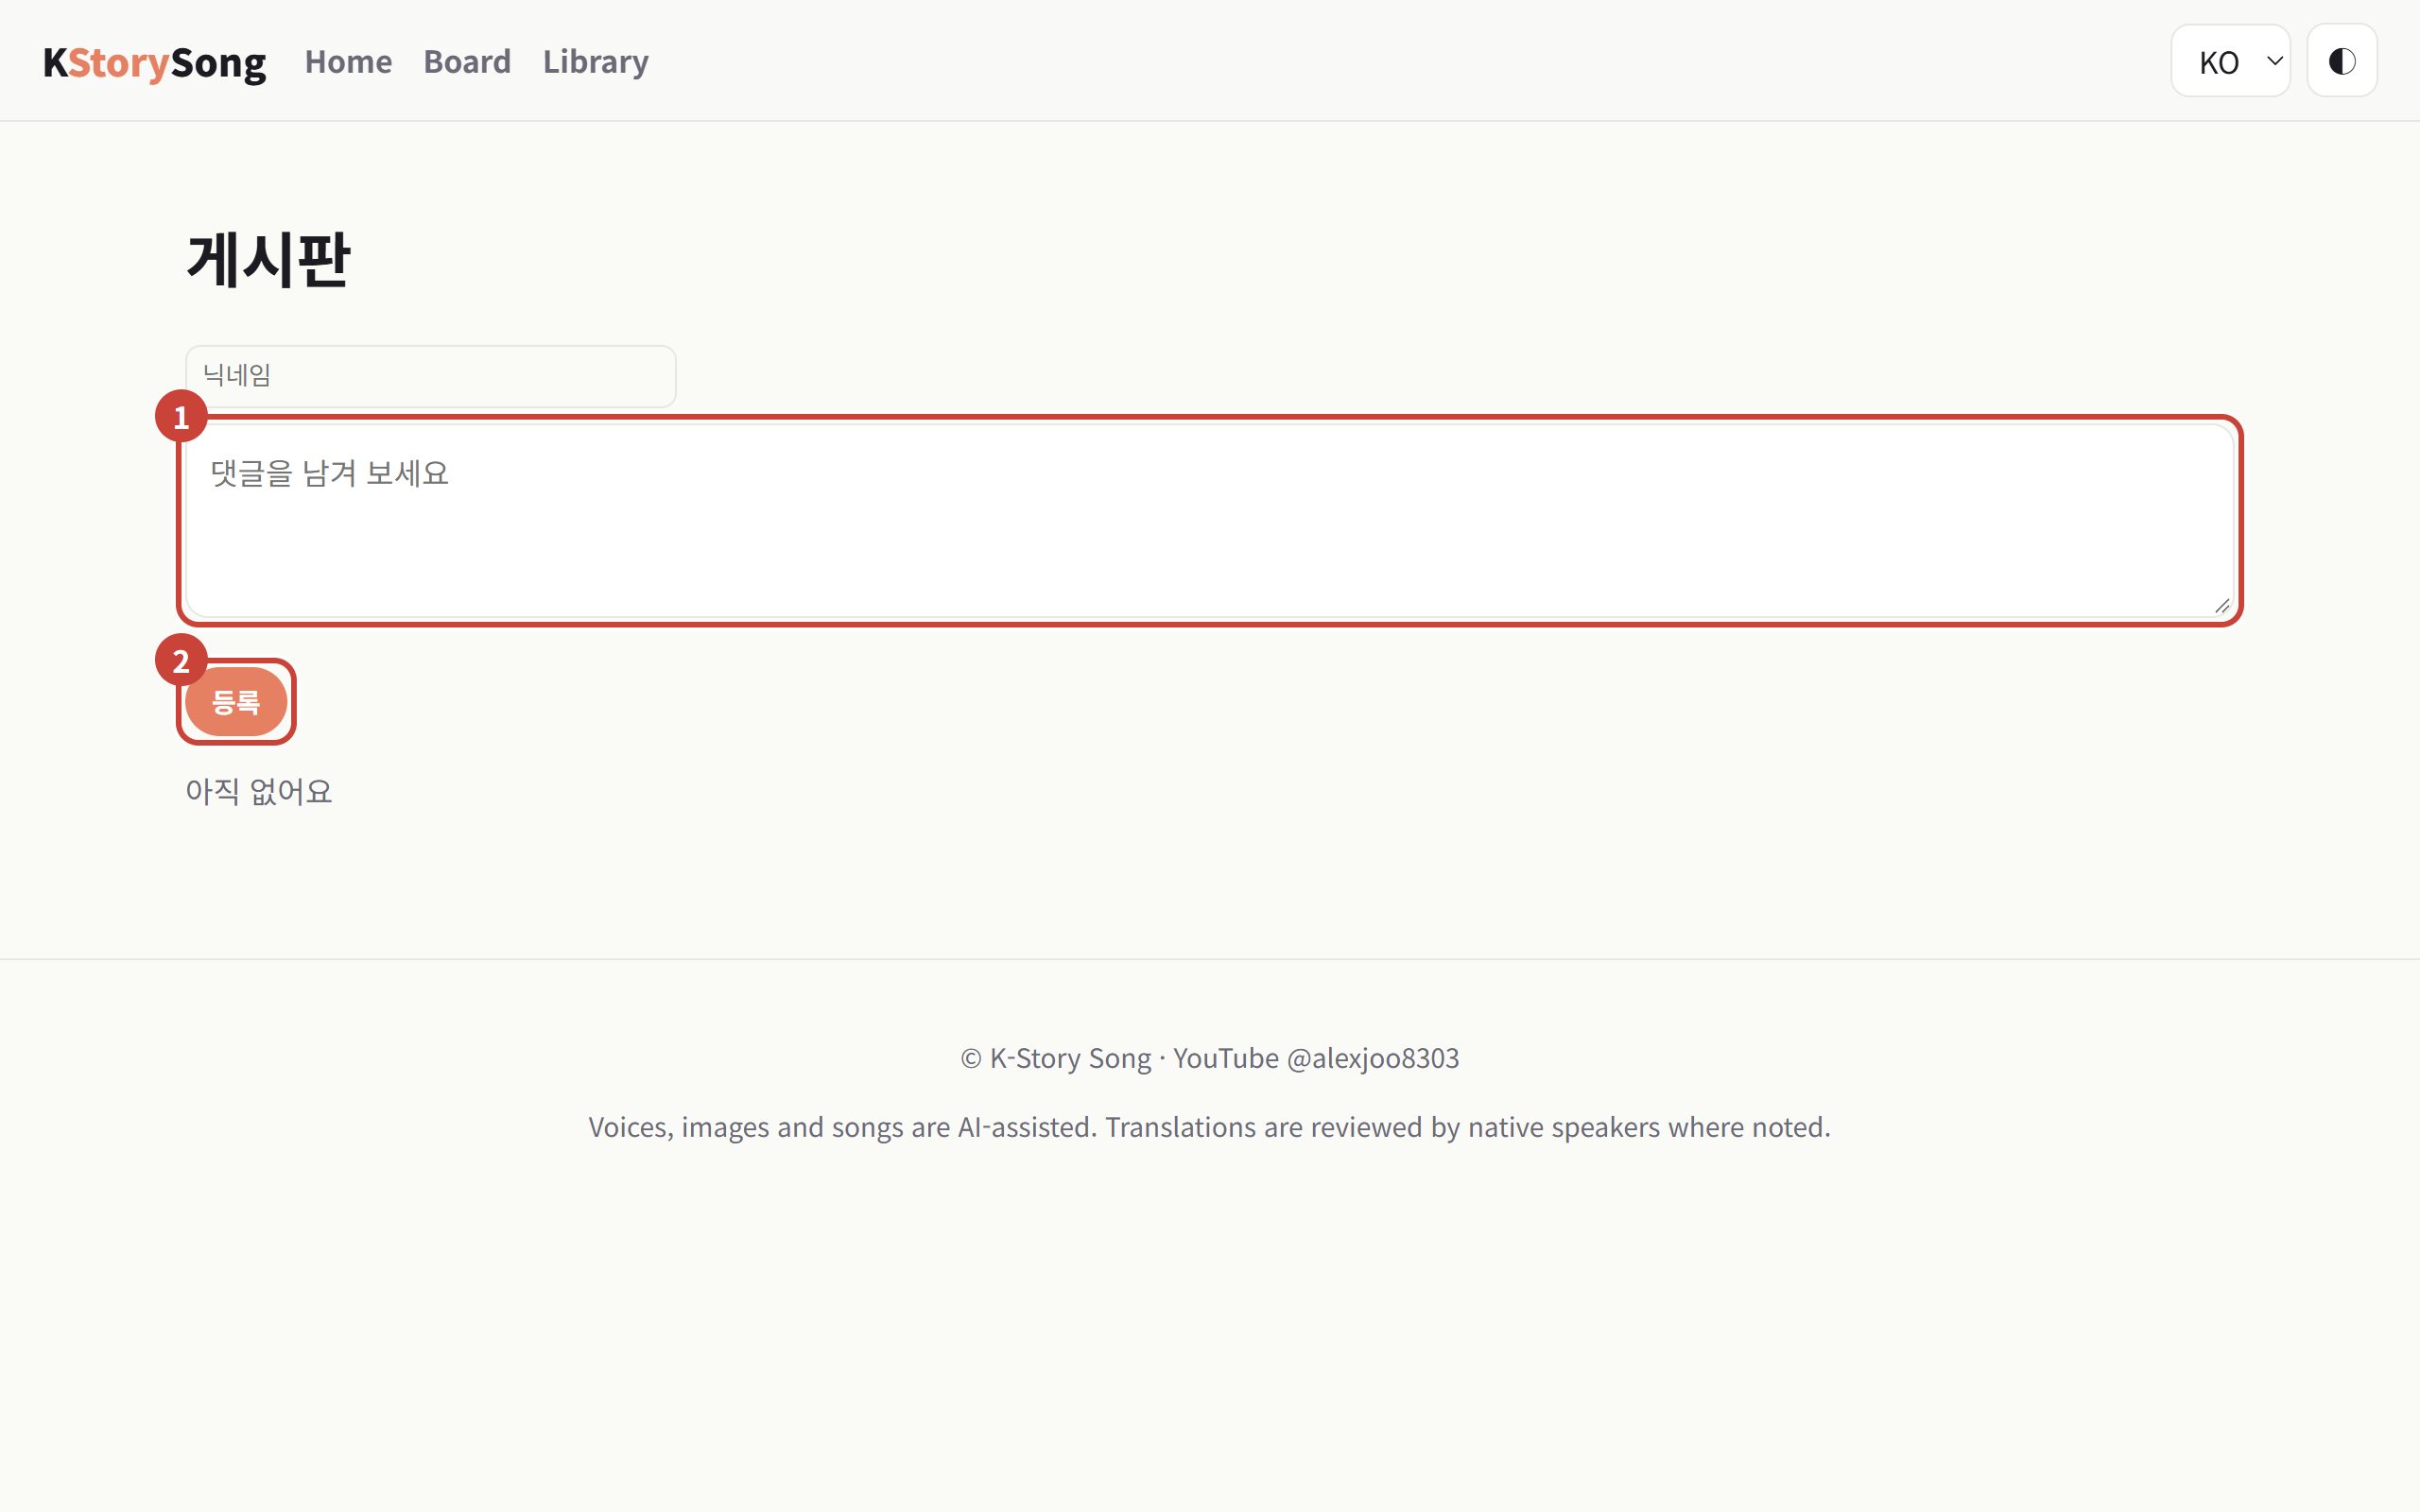 KStorySong Home Board Library KO
게시판
닉네임
1
댓글을 남겨 보세요
2
등록
아직 없어요
© K-Story Song · YouTube @alexjoo8303
Voices, images and songs are AI-assisted. Translations are reviewed by native speakers where noted.